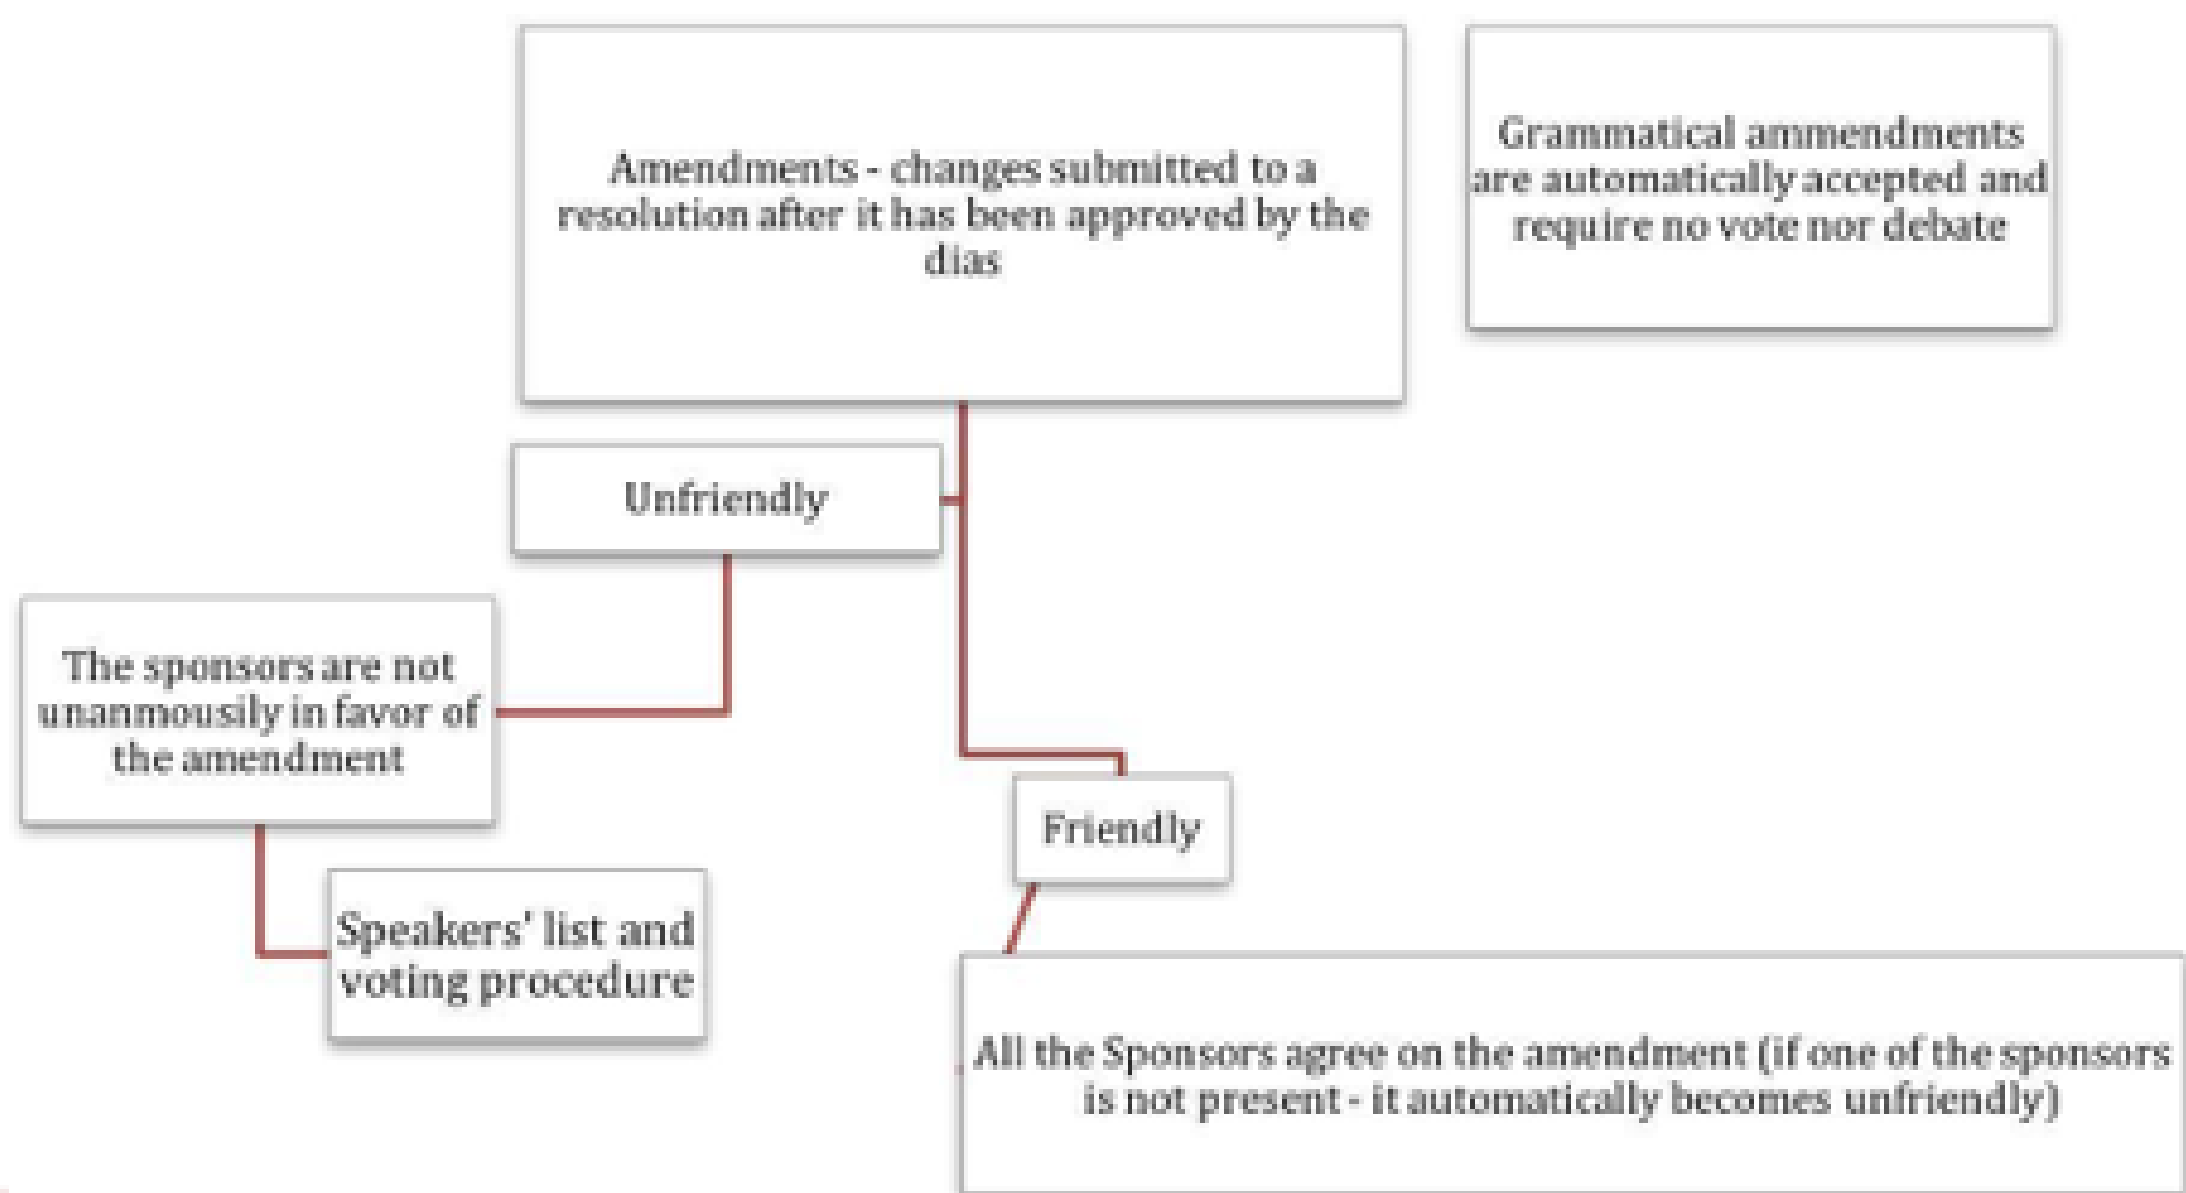 Amendments - changes submitted to a
resolution after it has been approved by the
dias
Grammatical ammendments
are automatically accepted and
require no vote nor debate
Unfriendly
The sponsors are not
unanmousily in favor of
the amendment
Speakers' list and
voting procedure
Friendly
All the Sponsors agree on the amendment (if one of the sponsors
is not present - it automatically becomes unfriendly)